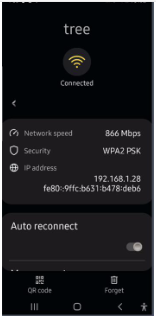 tree
Connected
Network speed 866 Mbps
Security WPA2 PSK
IP address
192.168.1.28
fe80::9ffc:b631:b478:deb6
Auto reconnect
QR code Forget